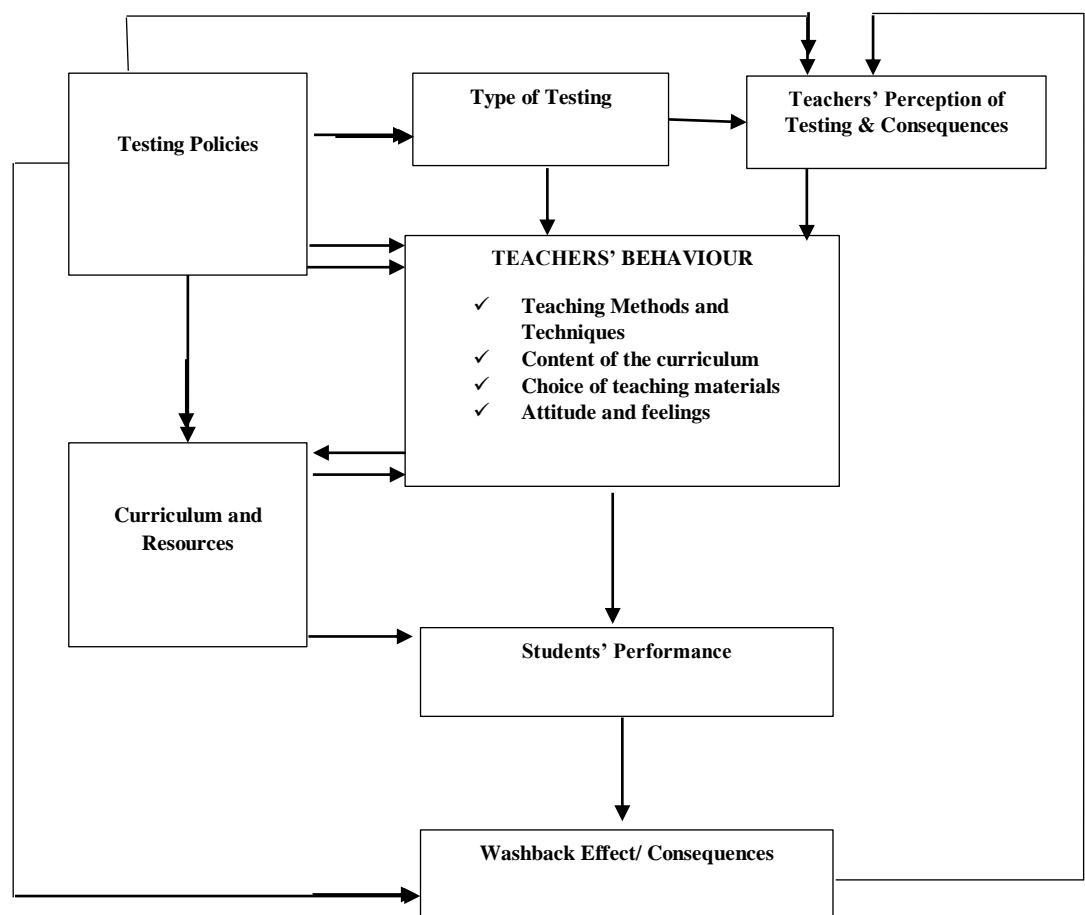 Type of Testing
Teachers’ Perception of
Testing & Consequences
Testing Policies
TEACHERS’ BEHAVIOUR
✓ Teaching Methods and
Techniques
✓ Content of the curriculum
✓ Choice of teaching materials
✓ Attitude and feelings
Curriculum and
Resources
Students’ Performance
Washback Effect/ Consequences